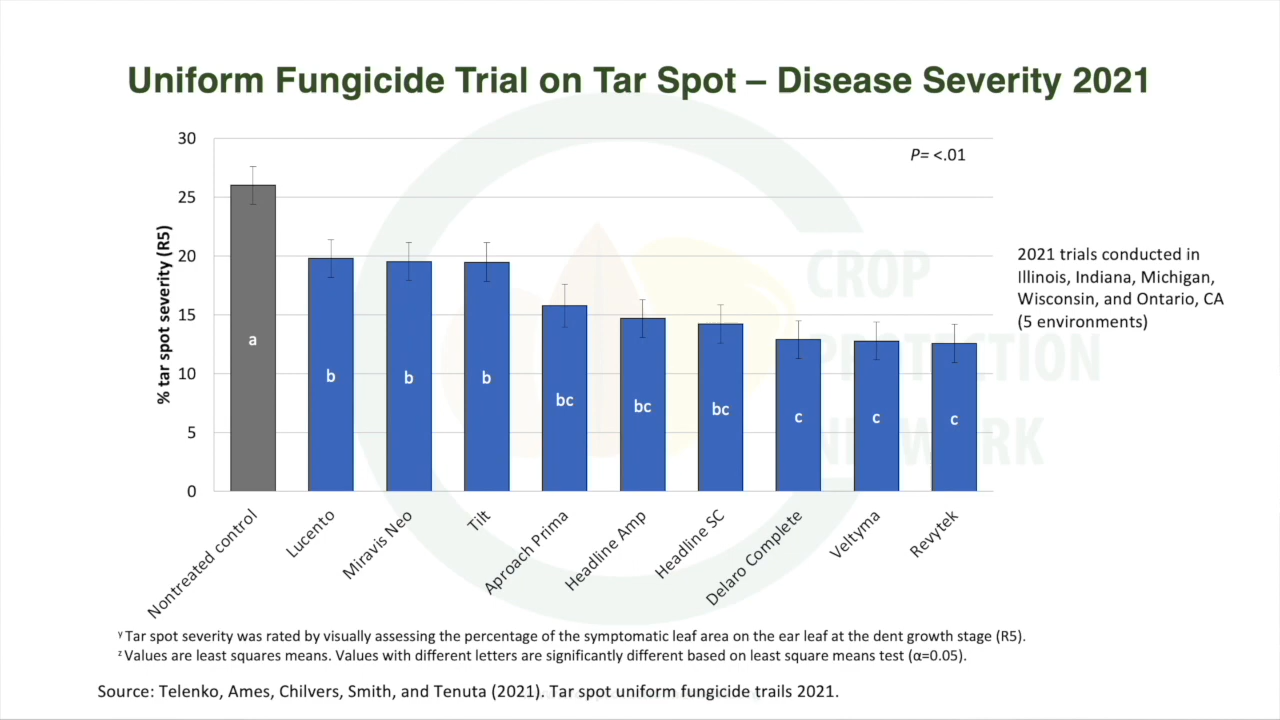 Uniform Fungicide Trial on Tar Spot – Disease Severity 2021
P= <.01
% tar spot severity (R5)
30
25
20
15
10
5
0
a
b
b
b
bc
bc
bc
c
c
c
Nontreated control
Lucento
Miravis Neo
Tilt
Aproach Prima
Headline Amp
Headline SC
Delaro Complete
Veltyma
Revytek
2021 trials conducted in
Illinois, Indiana, Michigan,
Wisconsin, and Ontario, CA
(5 environments)
CROP
PROTECTION
NETWORK
ʸ Tar spot severity was rated by visually assessing the percentage of the symptomatic leaf area on the ear leaf at the dent growth stage (R5).
ᶻ Values are least squares means. Values with different letters are significantly different based on least square means test (α=0.05).
Source: Telenko, Ames, Chilvers, Smith, and Tenuta (2021). Tar spot uniform fungicide trails 2021.